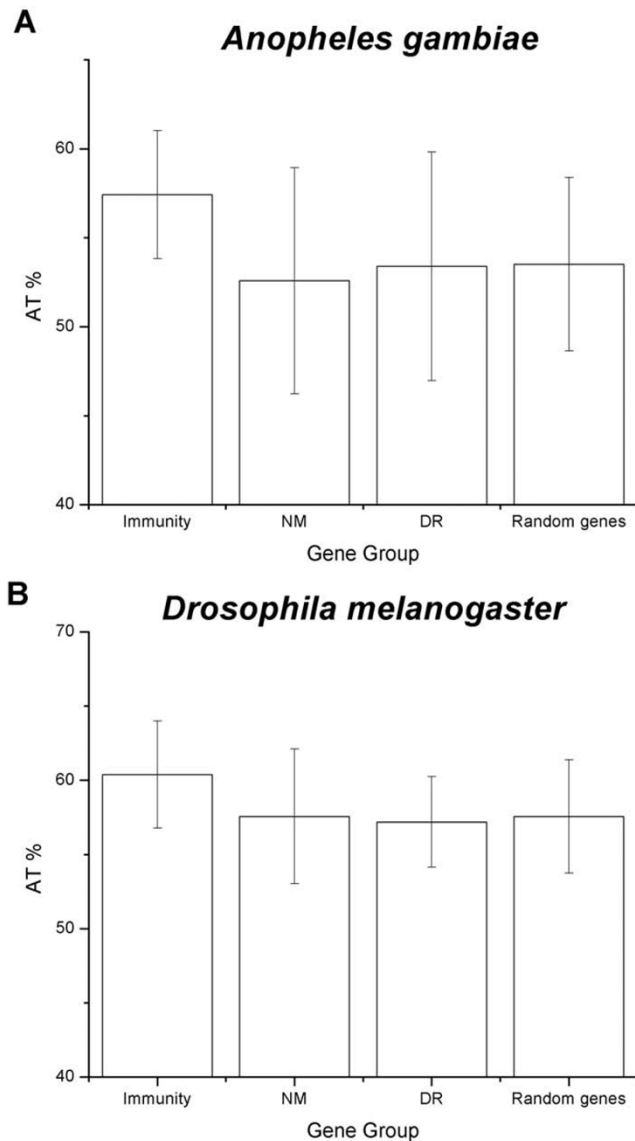 A
Anopheles gambiae
60
50
40
AT %
Immunity NM DR Random genes
Gene Group
B
Drosophila melanogaster
70
60
50
40
AT %
Immunity NM DR Random genes
Gene Group